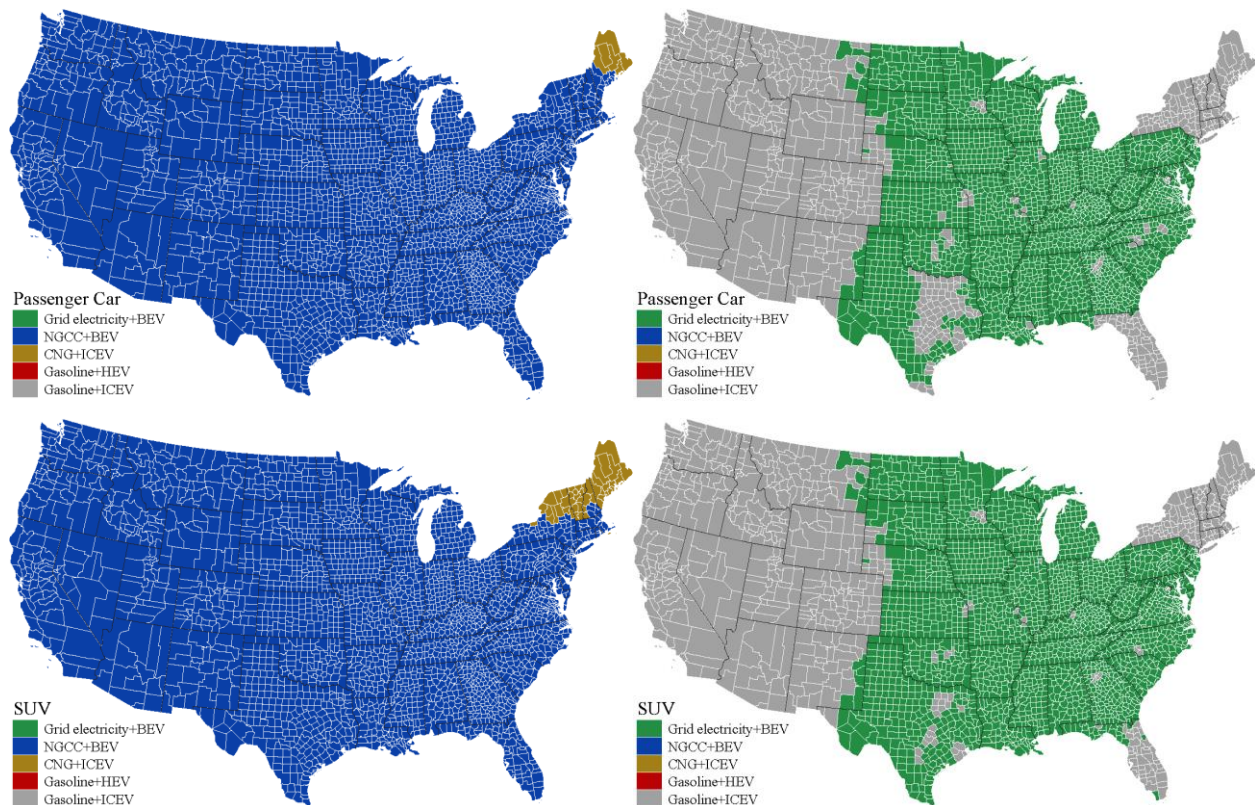 Passenger Car
Grid electricity+BEV
NGCC+BEV
CNG+ICEV
Gasoline+HEV
Gasoline+ICEV
Passenger Car
Grid electricity+BEV
NGCC+BEV
CNG+ICEV
Gasoline+HEV
Gasoline+ICEV
SUV
Grid electricity+BEV
NGCC+BEV
CNG+ICEV
Gasoline+HEV
Gasoline+ICEV
SUV
Grid electricity+BEV
NGCC+BEV
CNG+ICEV
Gasoline+HEV
Gasoline+ICEV